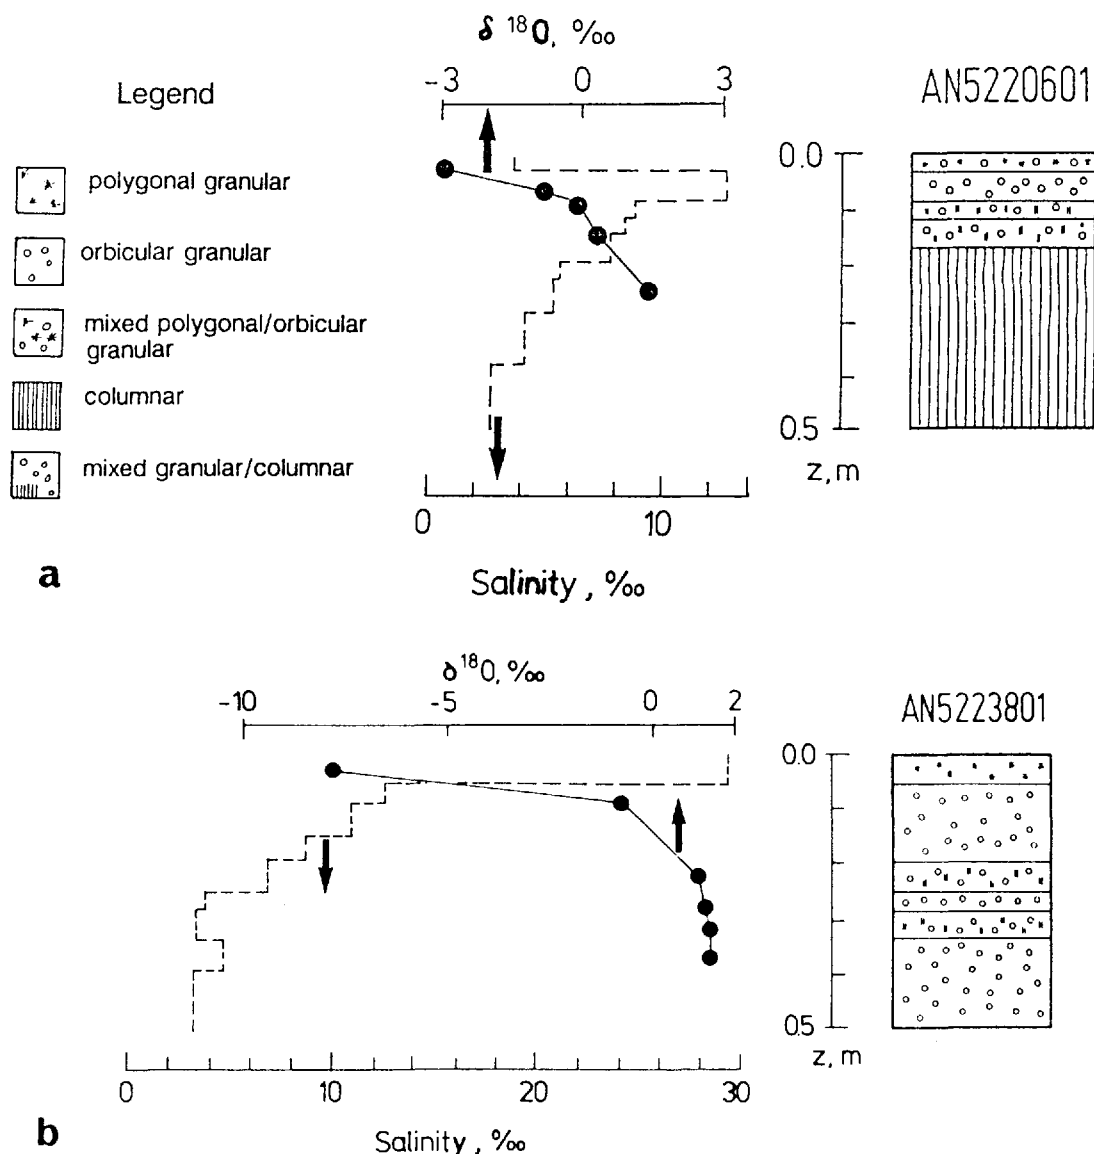 δ ¹⁸O, ‰
-3 0 3
AN5220601
Legend
polygonal granular
orbicular granular
mixed polygonal/orbicular
granular
columnar
mixed granular/columnar
0.0
0.5
z, m
0 10
a
Salinity, ‰
δ¹⁸O, ‰
-10 -5 0 2
AN5223801
0.0
0.5
z, m
0 10 20 30
b
Salinity, ‰